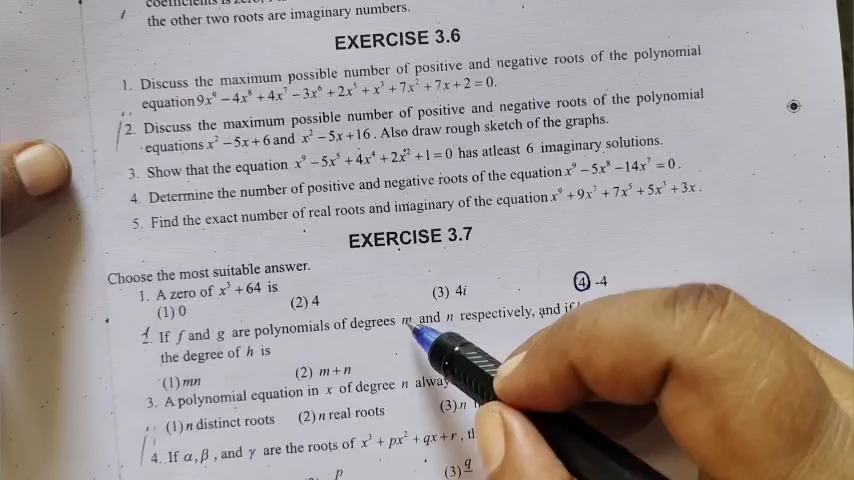 the other two roots are imaginary numbers.
EXERCISE 3.6
1. Discuss the maximum possible number of positive and negative roots of the polynomial
equation 9x⁹ − 4x⁸ + 4x⁷ − 3x⁶ + 2x⁵ + x³ + 7x² + 7x + 2 = 0.
2. Discuss the maximum possible number of positive and negative roots of the polynomial
equations x² − 5x + 6 and x² − 5x + 16. Also draw rough sketch of the graphs.
3. Show that the equation x⁹ − 5x⁵ + 4x⁴ + 2x² + 1 = 0 has atleast 6 imaginary solutions.
4. Determine the number of positive and negative roots of the equation x⁹ − 5x⁸ − 14x⁷ = 0.
5. Find the exact number of real roots and imaginary of the equation x⁹ + 9x⁷ + 7x⁵ + 5x³ + 3x.
EXERCISE 3.7
Choose the most suitable answer.
1. A zero of x³ + 64 is
(1) 0 (2) 4 (3) 4i (4) -4
2. If f and g are polynomials of degrees m and n respectively, and if
the degree of h is
(1) mn (2) m+n
3. A polynomial equation in x of degree n always
(1) n distinct roots (2) n real roots (3) n
4. If α, β, and γ are the roots of x³ + px² + qx + r,
p (3) q